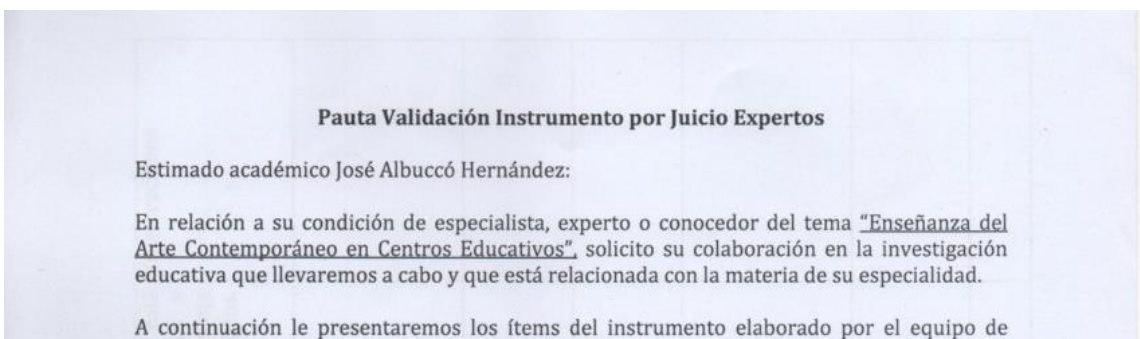 Pauta Validación Instrumento por Juicio Expertos
Estimado académico José Albuccó Hernández:
En relación a su condición de especialista, experto o conocedor del tema "Enseñanza del
Arte Contemporáneo en Centros Educativos", solicito su colaboración en la investigación
educativa que llevaremos a cabo y que está relacionada con la materia de su especialidad.
A continuación le presentaremos los ítems del instrumento elaborado por el equipo de